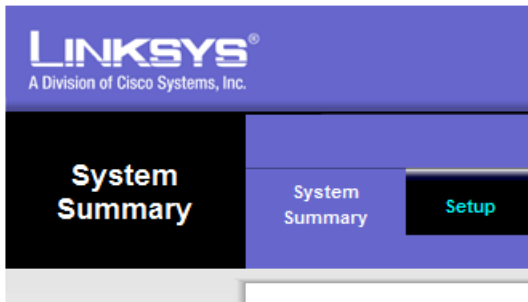 LINKSYS®
A Division of Cisco Systems, Inc.
System
Summary
System
Summary
Setup